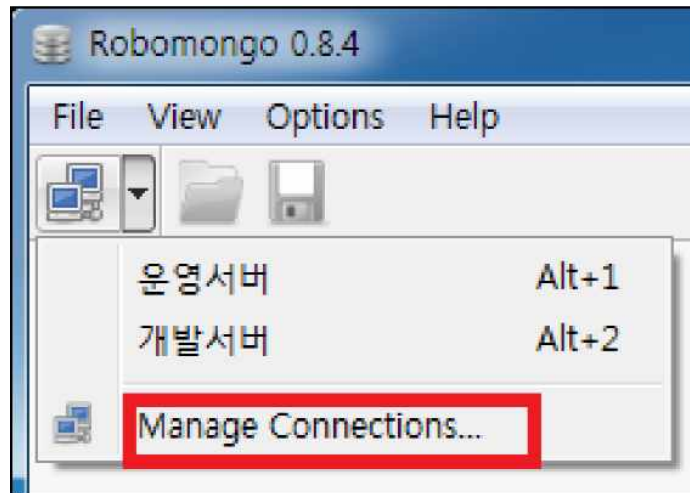 Robomongo 0.8.4
File View Options Help
운영서버 Alt+1
개발서버 Alt+2
Manage Connections...